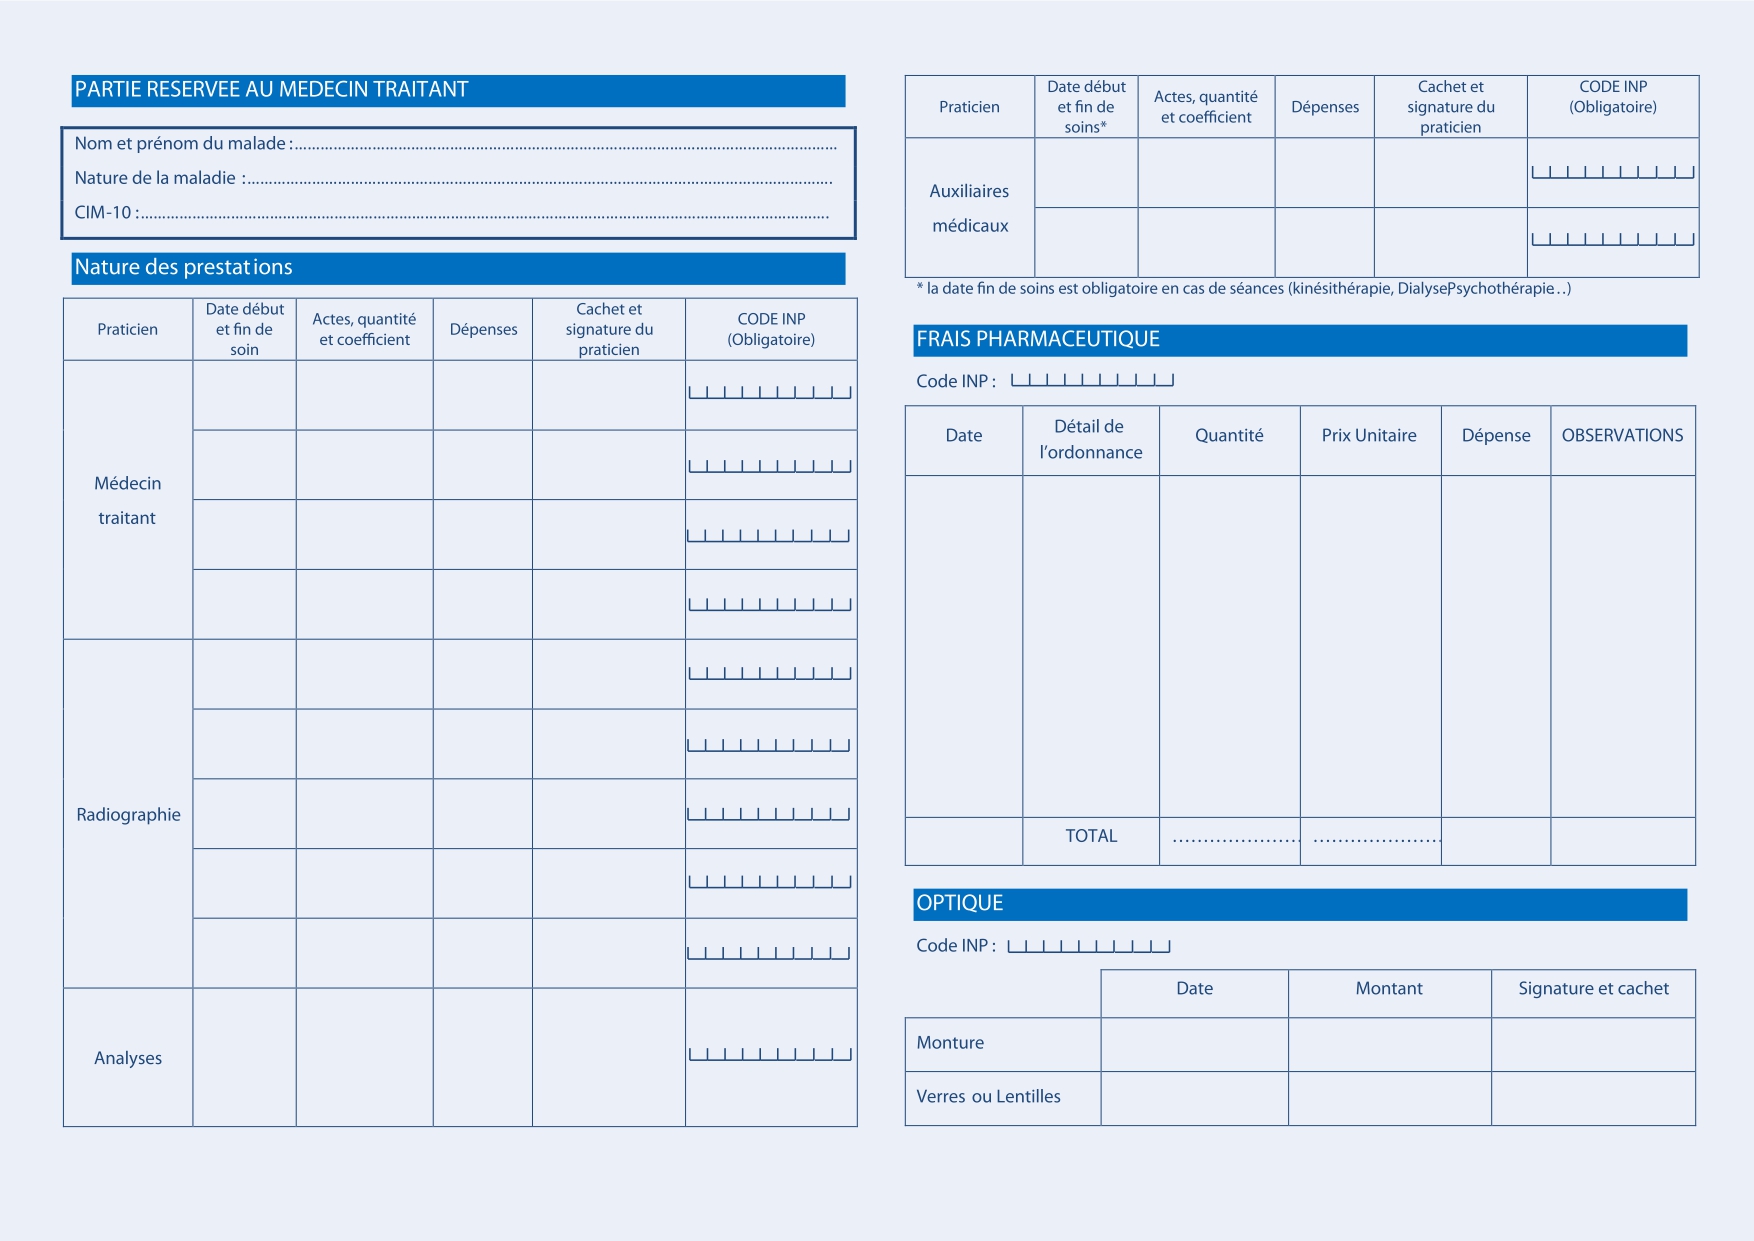 PARTIE RESERVEE AU MEDECIN TRAITANT
Nom et prénom du malade :..............................................................................................................................
Nature de la maladie :........................................................................................................................................
CIM-10 :................................................................................................................................................................
Nature des prestations
Praticien
Date début
et fin de
soin
Actes, quantité
et coefficient
Dépenses
Cachet et
signature du
praticien
CODE INP
(Obligatoire)
Médecin
traitant
Radiographie
Analyses
Praticien
Date début
et fin de
soins*
Actes, quantité
et coefficient
Dépenses
Cachet et
signature du
praticien
CODE INP
(Obligatoire)
Auxiliaires
médicaux
* la date fin de soins est obligatoire en cas de séances (kinésithérapie, DialysePsychothérapie…)
FRAIS PHARMACEUTIQUE
Code INP :
Date
Détail de
l’ordonnance
Quantité
Prix Unitaire
Dépense
OBSERVATIONS
TOTAL ..................... .....................
OPTIQUE
Code INP :
Date Montant Signature et cachet
Monture
Verres ou Lentilles